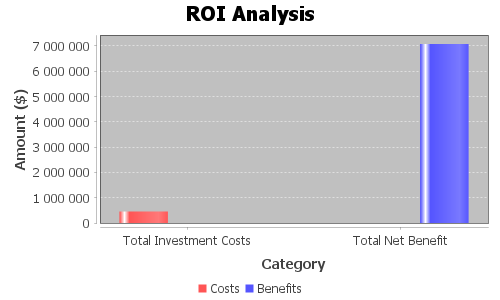 ROI Analysis
Amount ($)
7 000 000
6 000 000
5 000 000
4 000 000
3 000 000
2 000 000
1 000 000
0
Total Investment Costs
Total Net Benefit
Category
Costs
Benefits